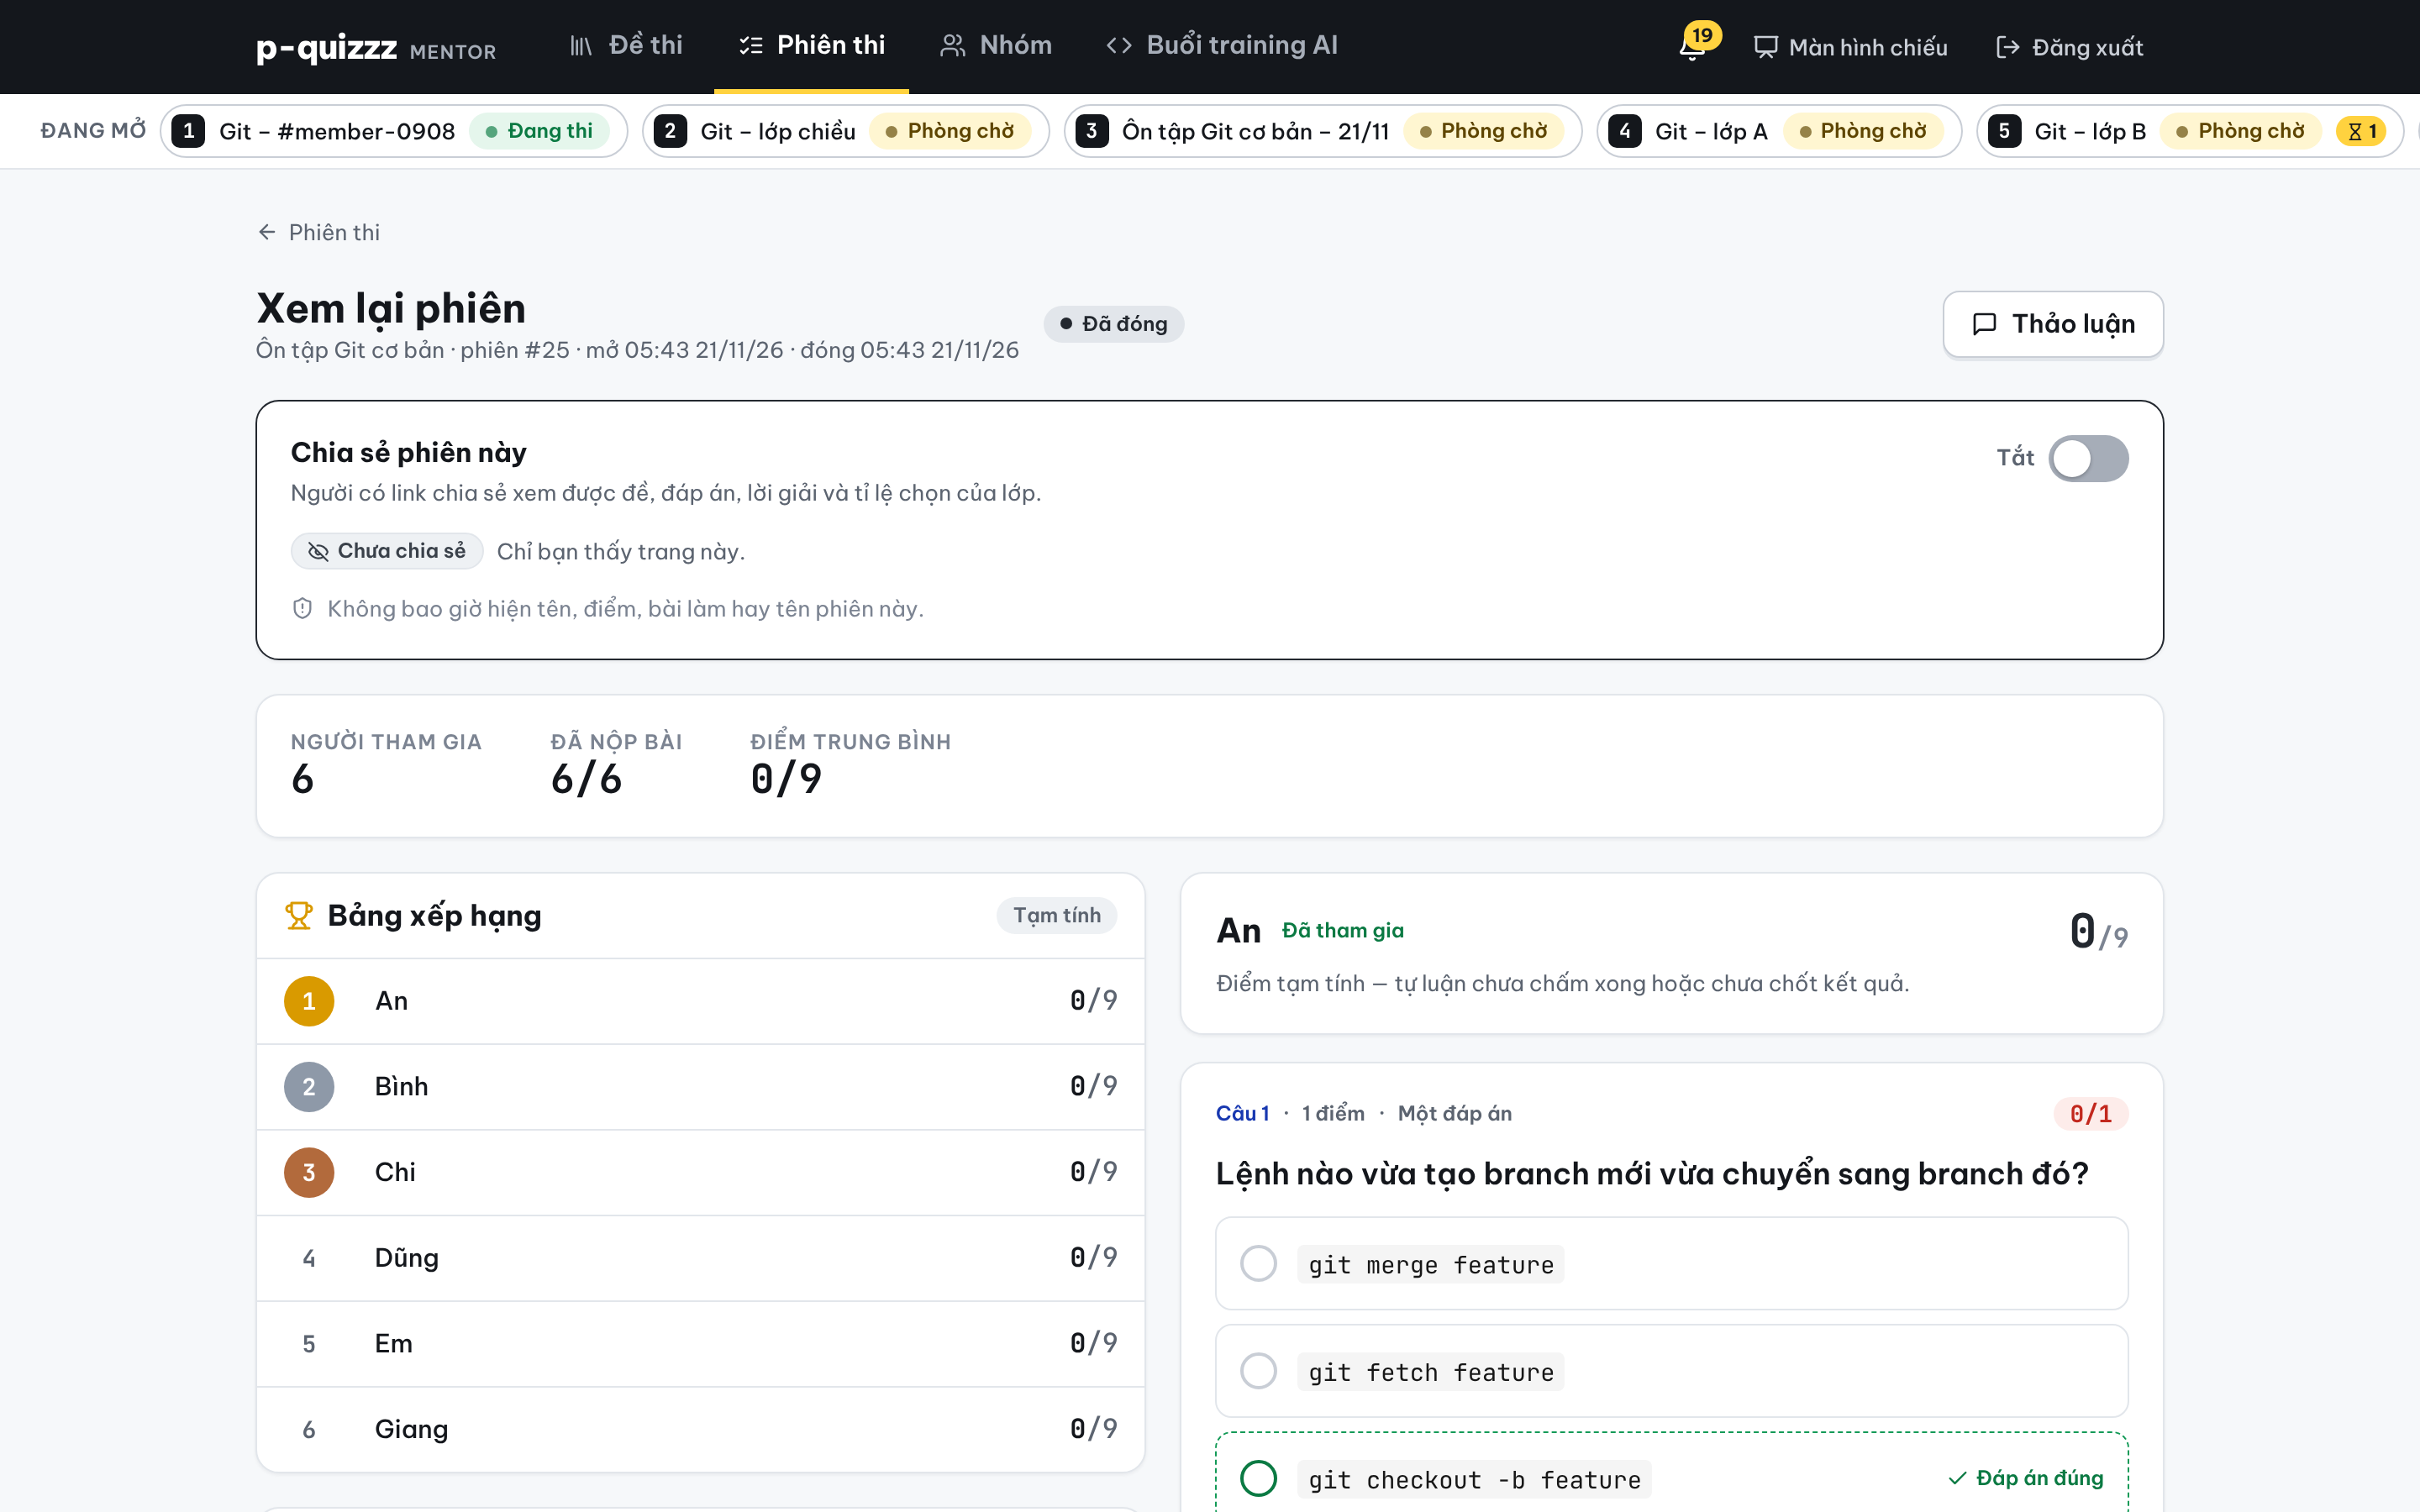 p-quizzz MENTOR
Đề thi
Phiên thi
Nhóm
Buổi training AI
19
Màn hình chiếu
Đăng xuất
ĐANG MỞ
1 Git – #member-0908 Đang thi
2 Git – lớp chiều Phòng chờ
3 Ôn tập Git cơ bản – 21/11 Phòng chờ
4 Git – lớp A Phòng chờ
5 Git – lớp B Phòng chờ 1
Phiên thi
Xem lại phiên
Ôn tập Git cơ bản · phiên #25 · mở 05:43 21/11/26 · đóng 05:43 21/11/26
Đã đóng
Thảo luận
Chia sẻ phiên này
Tắt
Người có link chia sẻ xem được đề, đáp án, lời giải và tỉ lệ chọn của lớp.
Chưa chia sẻ Chỉ bạn thấy trang này.
Không bao giờ hiện tên, điểm, bài làm hay tên phiên này.
NGƯỜI THAM GIA
6
ĐÃ NỘP BÀI
6/6
ĐIỂM TRUNG BÌNH
0/9
Bảng xếp hạng
Tạm tính
1 An 0/9
2 Bình 0/9
3 Chi 0/9
4 Dũng 0/9
5 Em 0/9
6 Giang 0/9
An Đã tham gia 0/9
Điểm tạm tính — tự luận chưa chấm xong hoặc chưa chốt kết quả.
Câu 1 · 1 điểm · Một đáp án 0/1
Lệnh nào vừa tạo branch mới vừa chuyển sang branch đó?
git merge feature
git fetch feature
git checkout -b feature Đáp án đúng